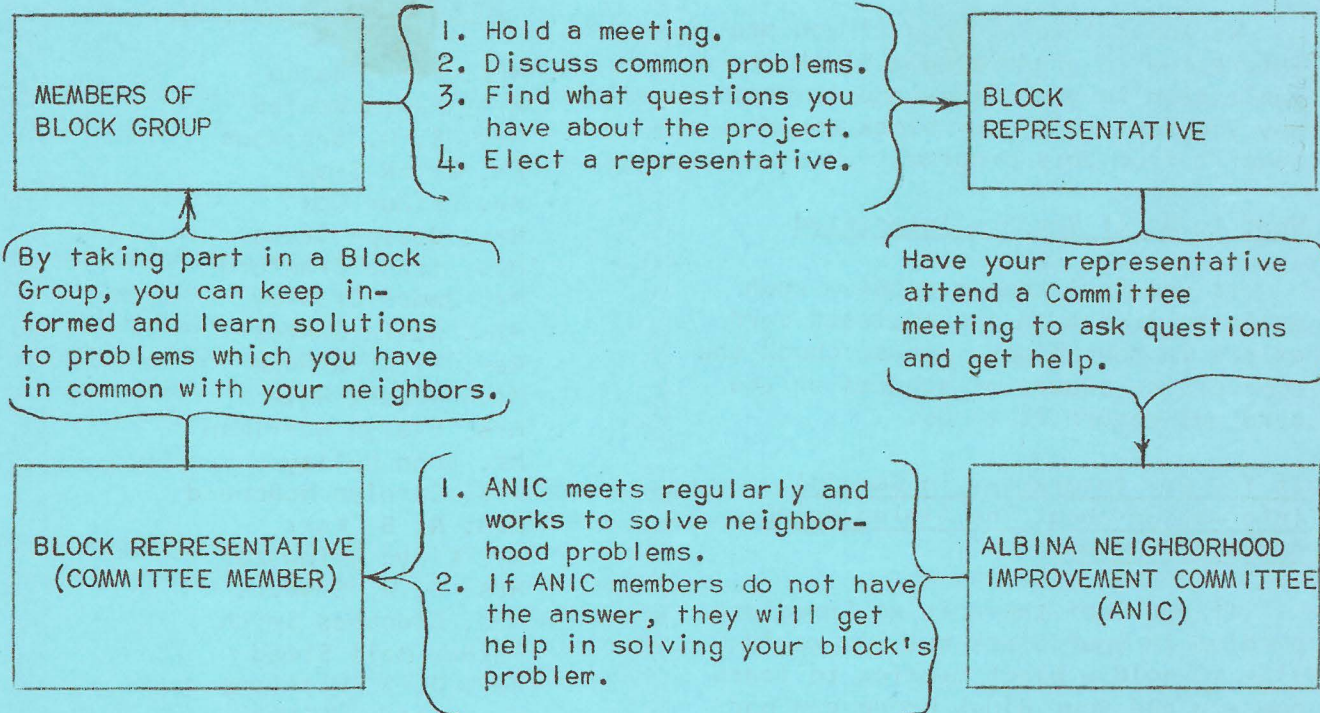 MEMBERS OF
BLOCK GROUP
1. Hold a meeting.
2. Discuss common problems.
3. Find what questions you
have about the project.
4. Elect a representative.
BLOCK
REPRESENTATIVE
Have your representative
attend a Committee
meeting to ask questions
and get help.
ALBINA NEIGHBORHOOD
IMPROVEMENT COMMITTEE
(ANIC)
1. ANIC meets regularly and
works to solve neighbor-
hood problems.
2. If ANIC members do not have
the answer, they will get
help in solving your block's
problem.
BLOCK REPRESENTATIVE
(COMMITTEE MEMBER)
By taking part in a Block
Group, you can keep in-
formed and learn solutions
to problems which you have
in common with your neighbors.